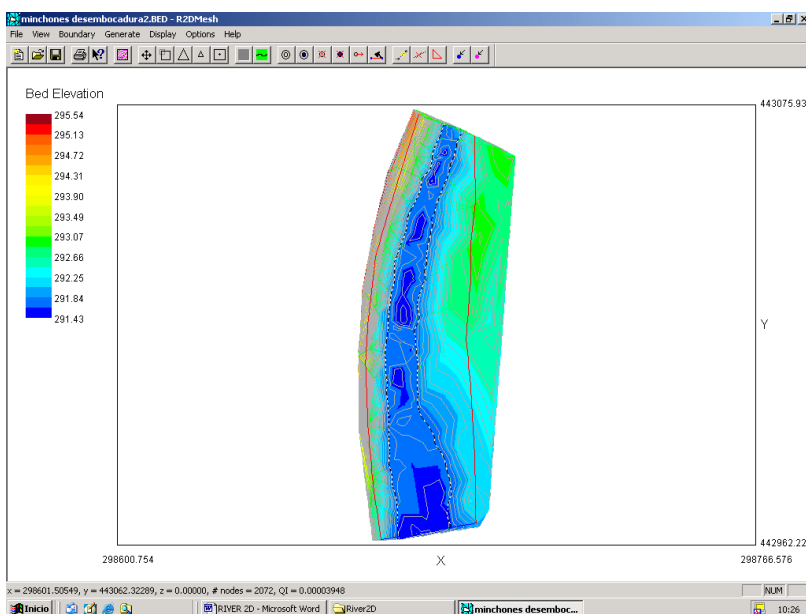 minchones desembocadura2.BED - R2DMesh
File View Boundary Generate Display Options Help
Bed Elevation
295.54
295.13
294.72
294.31
293.90
293.49
293.07
292.66
292.25
291.84
291.43
443075.93
Y
442962.22
298600.754
X
298766.576
x = 298601.50549, y = 443062.32289, z = 0.00000, # nodes = 2072, QI = 0.00003948
NUM
Inicio
RIVER 2D - Microsoft Word
River2D
minchones desemboc...
10:26